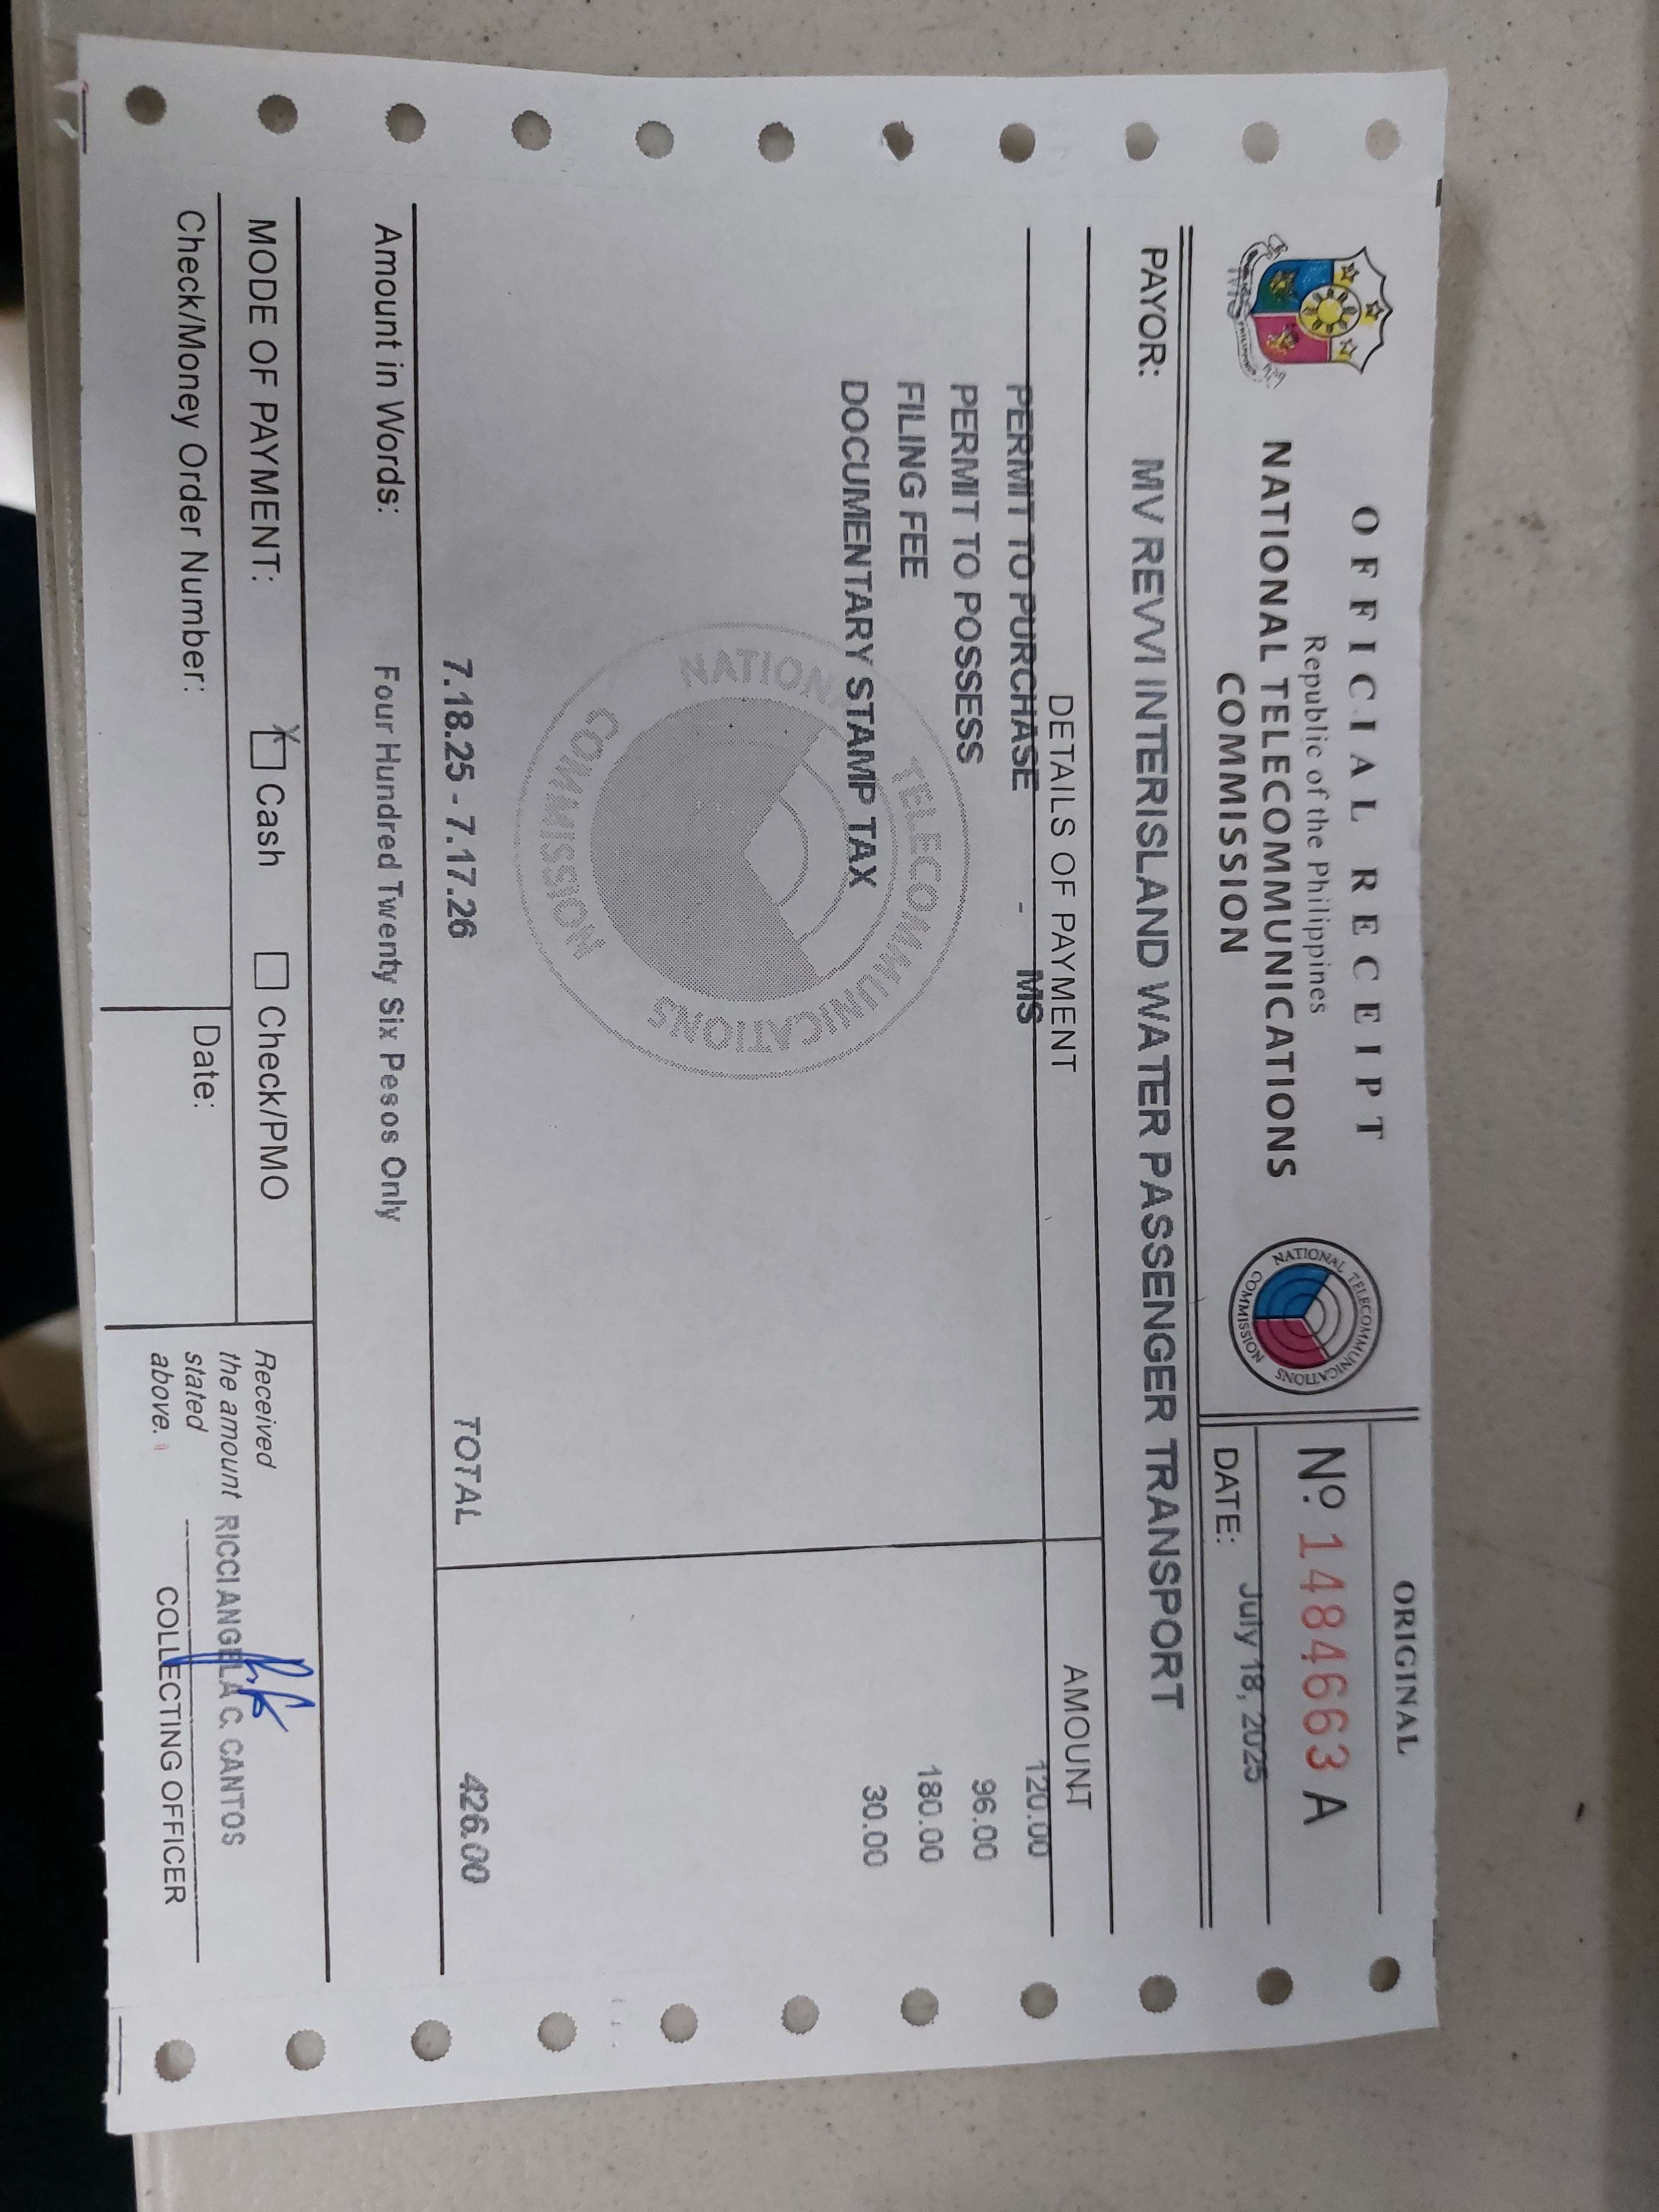 ORIGINAL
OFFICIAL RECEIPT
Republic of the Philippines
NATIONAL TELECOMMUNICATIONS
COMMISSION
NATIONAL TELECOMMUNICATIONS COMMISSION
Nº 1484663 A
DATE: July 18, 2025
PAYOR: MV REVVI INTERISLAND WATER PASSENGER TRANSPORT
DETAILS OF PAYMENT AMOUNT
PERMIT TO PURCHASE - MS 120.00
PERMIT TO POSSESS 96.00
FILING FEE 180.00
DOCUMENTARY STAMP TAX 30.00
NATIONAL TELECOMMUNICATIONS COMMISSION
7.18.25 - 7.17.26 TOTAL 426.00
Amount in Words: Four Hundred Twenty Six Pesos Only
MODE OF PAYMENT: X Cash Check/PMO
Check/Money Order Number: Date:
Received
the amount
stated
above.
RICCI ANGELA C. CANTOS
COLLECTING OFFICER